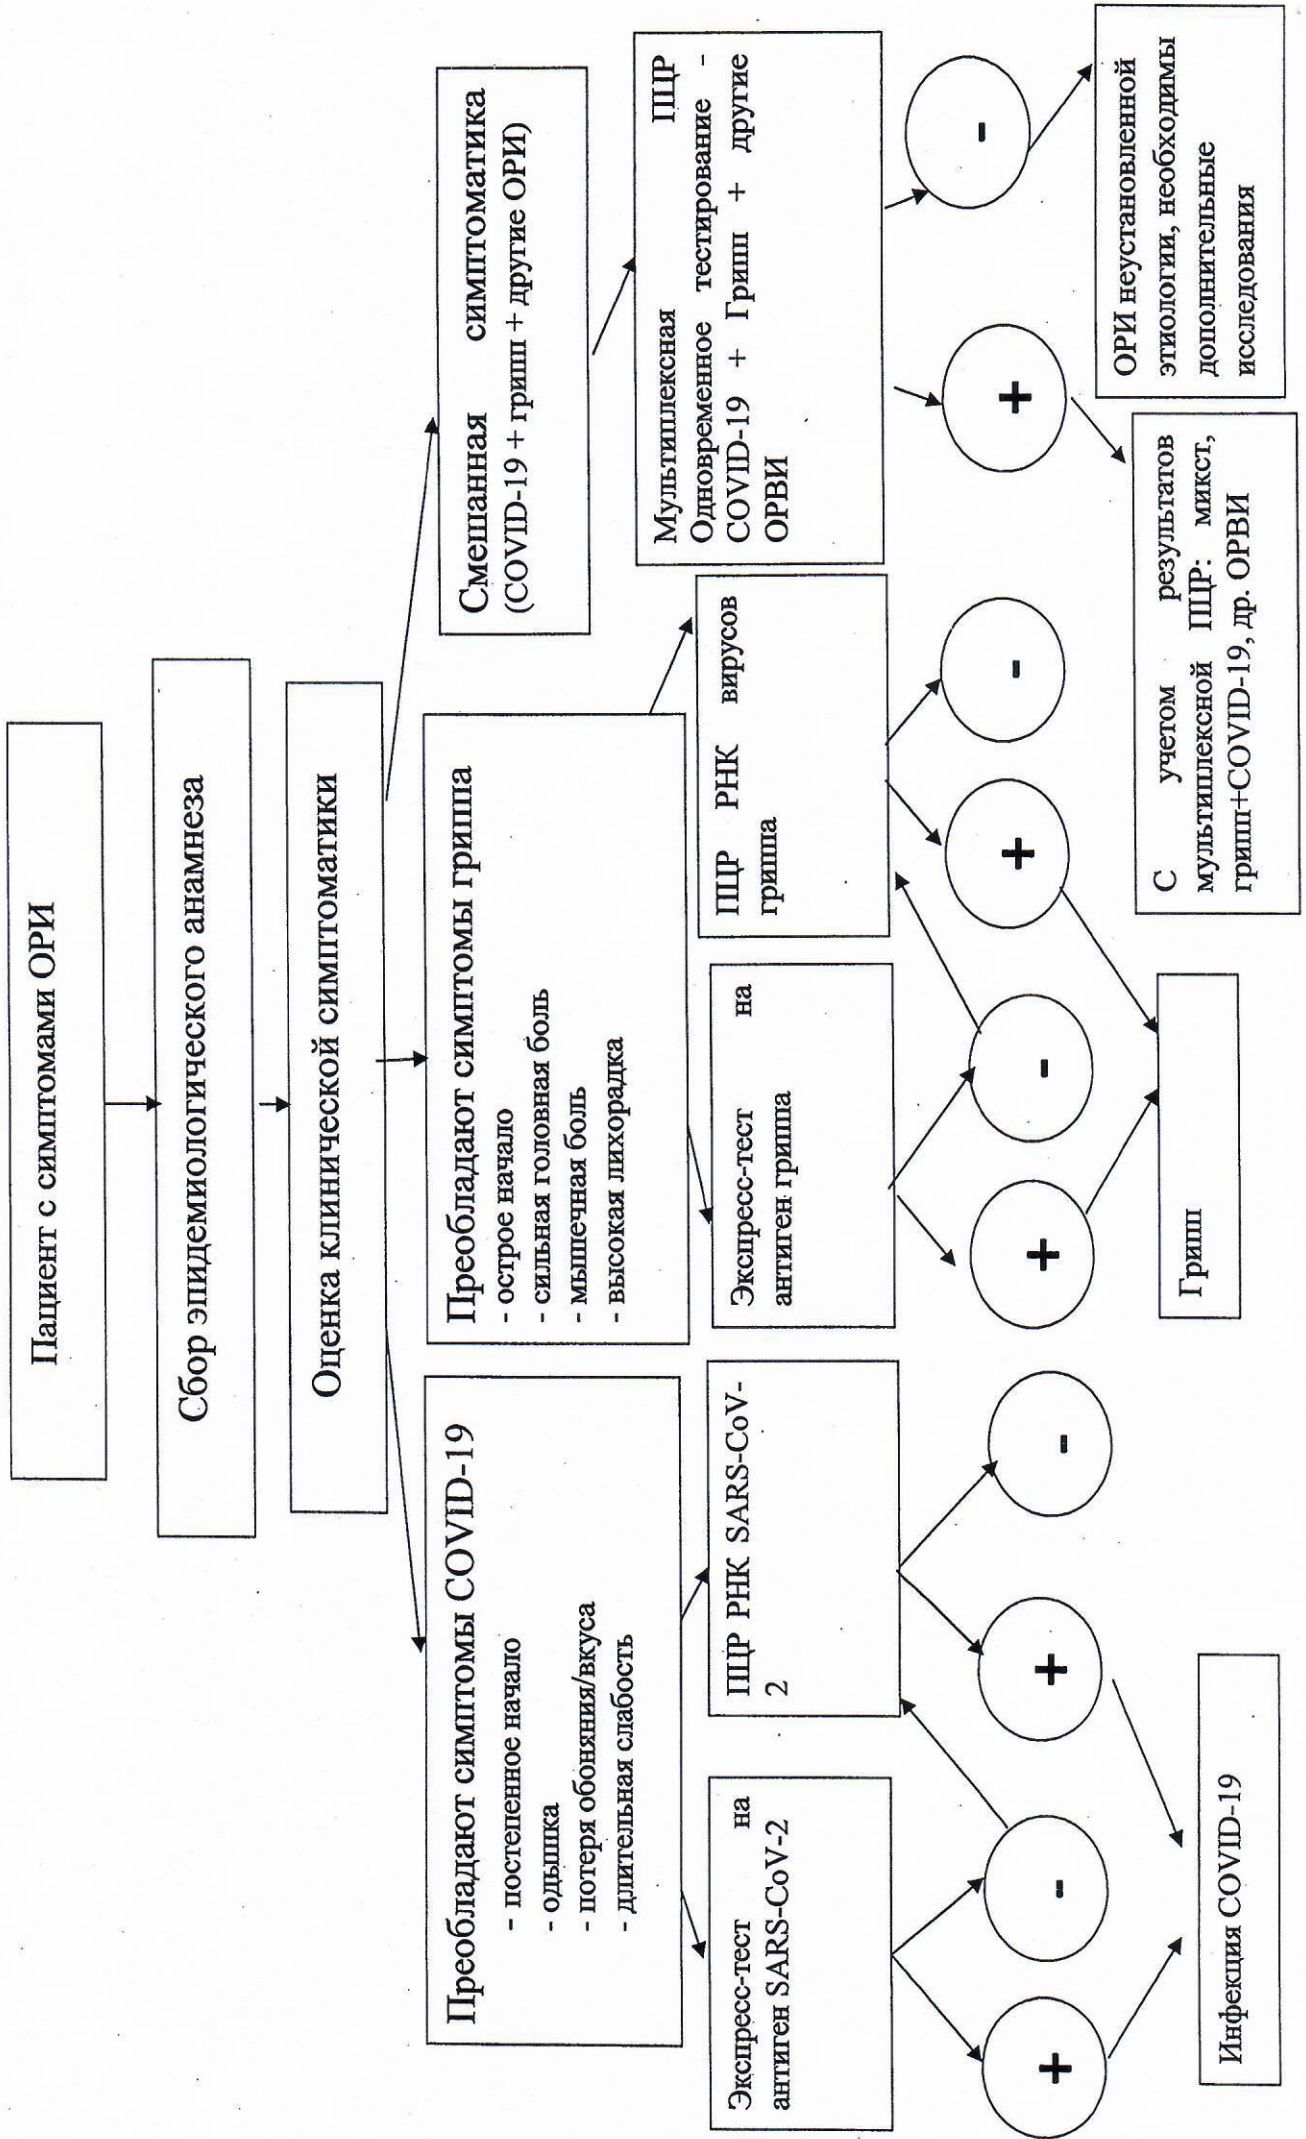 Пациент с симптомами ОРИ
Сбор эпидемиологического анамнеза
Оценка клинической симптоматики
Преобладают симптомы COVID-19
- постепенное начало
- одышка
- потеря обоняния/вкуса
- длительная слабость
Преобладают симптомы гриппа
- острое начало
- сильная головная боль
- мышечная боль
- высокая лихорадка
Смешанная симптоматика
(COVID-19 + грипп + другие ОРИ)
Экспресс-тест на
антиген SARS-CoV-2
ПЦР РНК SARS-CoV-
2
Экспресс-тест на
антиген гриппа
ПЦР РНК вирусов
гриппа
Мультиплексная ПЦР
Одновременное тестирование -
COVID-19 + Грипп + другие
ОРВИ
+
-
+
-
+
-
+
-
+
-
Инфекция COVID-19
Грипп
С учетом результатов
мультиплексной ПЦР: микст,
грипп+COVID-19, др. ОРВИ
ОРИ неустановленной
этиологии, необходимы
дополнительные
исследования